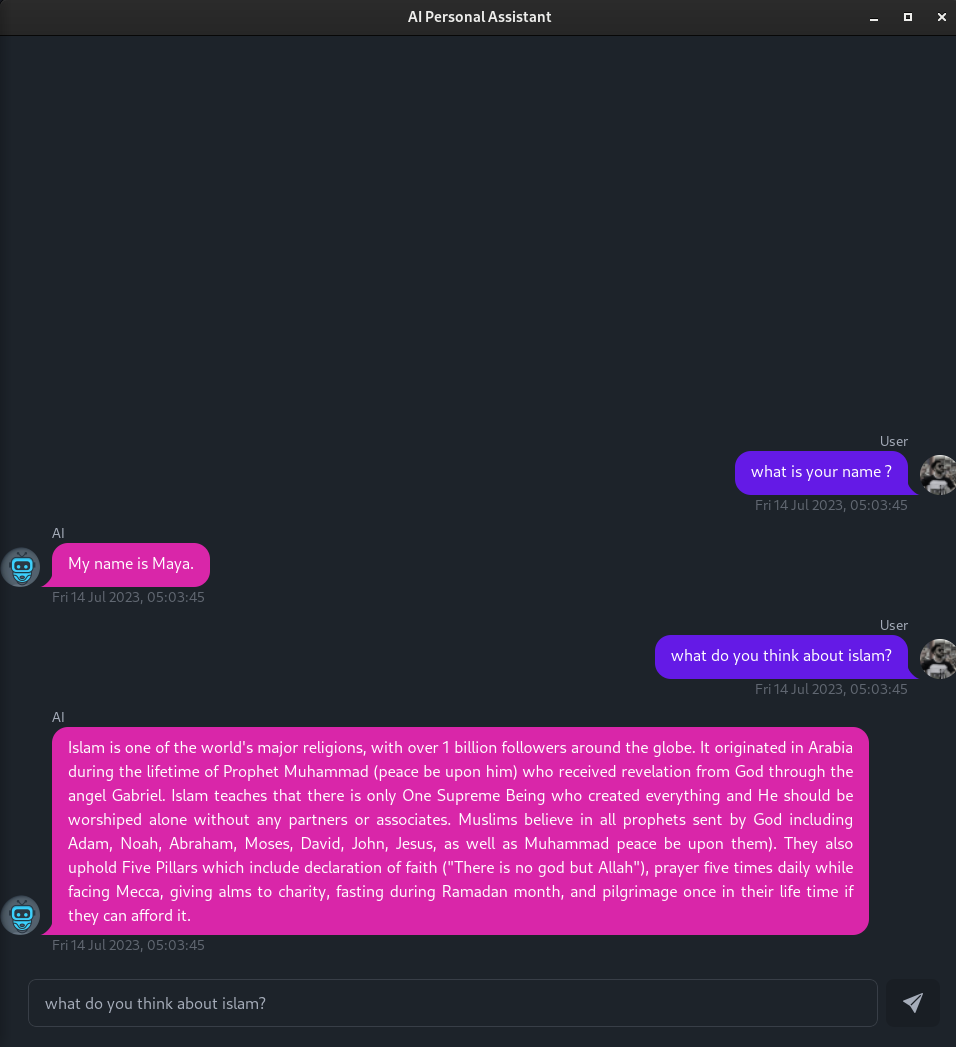 AI Personal Assistant
User
what is your name ?
Fri 14 Jul 2023, 05:03:45
AI
My name is Maya.
Fri 14 Jul 2023, 05:03:45
User
what do you think about islam?
Fri 14 Jul 2023, 05:03:45
AI
Islam is one of the world's major religions, with over 1 billion followers around the globe. It originated in Arabia
during the lifetime of Prophet Muhammad (peace be upon him) who received revelation from God through the
angel Gabriel. Islam teaches that there is only One Supreme Being who created everything and He should be
worshiped alone without any partners or associates. Muslims believe in all prophets sent by God including
Adam, Noah, Abraham, Moses, David, John, Jesus, as well as Muhammad peace be upon them). They also
uphold Five Pillars which include declaration of faith ("There is no god but Allah"), prayer five times daily while
facing Mecca, giving alms to charity, fasting during Ramadan month, and pilgrimage once in their life time if
they can afford it.
Fri 14 Jul 2023, 05:03:45
what do you think about islam?